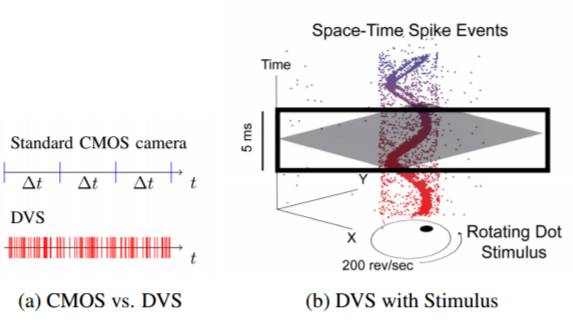 Standard CMOS camera
Δt Δt Δt t
DVS
t
(a) CMOS vs. DVS
Space-Time Spike Events
Time
5 ms
Y
X
200 rev/sec
Rotating Dot
Stimulus
(b) DVS with Stimulus